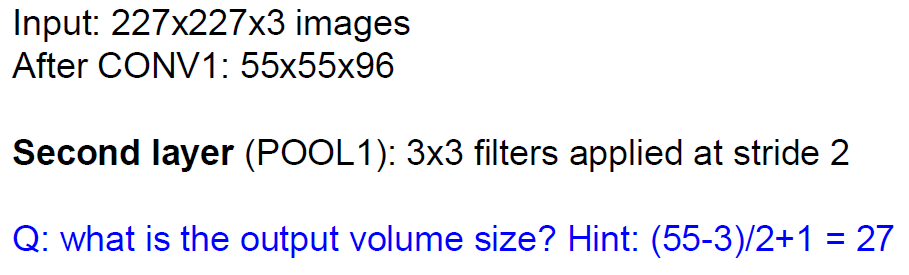 Input: 227x227x3 images
After CONV1: 55x55x96
Second layer (POOL1): 3x3 filters applied at stride 2
Q: what is the output volume size? Hint: (55-3)/2+1 = 27